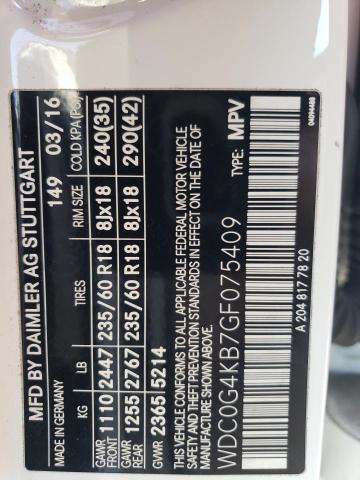 MFD BY DAIMLER AG STUTTGART
MADE IN GERMANY 149 03/16
KG LB TIRES RIM SIZE COLD KPA (PSI)
GAWR FRONT 1110 2447 235/60 R18 8Jx18 240(35)
GAWR REAR 1255 2767 235/60 R18 8Jx18 290(42)
GVWR 2365 5214
THIS VEHICLE CONFORMS TO ALL APPLICABLE FEDERAL MOTOR VEHICLE
SAFETY, BUMPER AND THEFT PREVENTION STANDARDS IN EFFECT ON THE DATE OF
MANUFACTURE SHOWN ABOVE.
TYPE: MPV
WDC0G4KB7GF075409
A 204 817 78 20
04094488